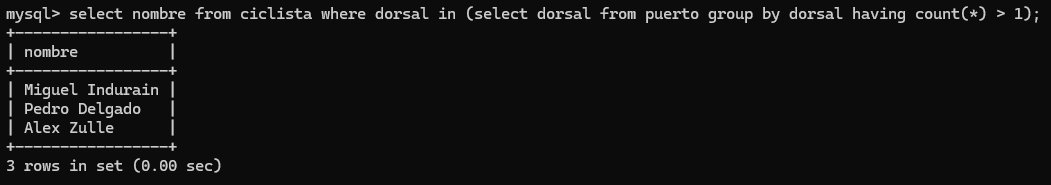 mysql> select nombre from ciclista where dorsal in (select dorsal from puerto group by dorsal having count(*) > 1);
+-----------------+
| nombre          |
+-----------------+
| Miguel Indurain |
| Pedro Delgado   |
| Alex Zulle      |
+-----------------+
3 rows in set (0.00 sec)